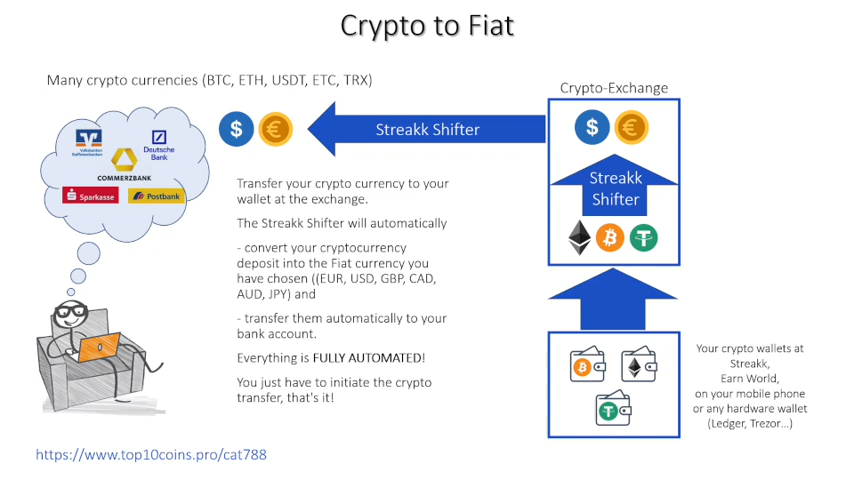 Crypto to Fiat
Many crypto currencies (BTC, ETH, USDT, ETC, TRX)
Crypto-Exchange
Volksbanken
Raiffeisenbanken
Deutsche
Bank
COMMERZBANK
Sparkasse
Postbank
$ €
Streakk Shifter
$ €
Streakk
Shifter
Transfer your crypto currency to your
wallet at the exchange.
The Streakk Shifter will automatically
- convert your cryptocurrency
deposit into the Fiat currency you
have chosen ((EUR, USD, GBP, CAD,
AUD, JPY) and
- transfer them automatically to your
bank account.
Everything is FULLY AUTOMATED!
You just have to initiate the crypto
transfer, that's it!
Your crypto wallets at
Streakk,
Earn World,
on your mobile phone
or any hardware wallet
(Ledger, Trezor...)
https://www.top10coins.pro/cat788